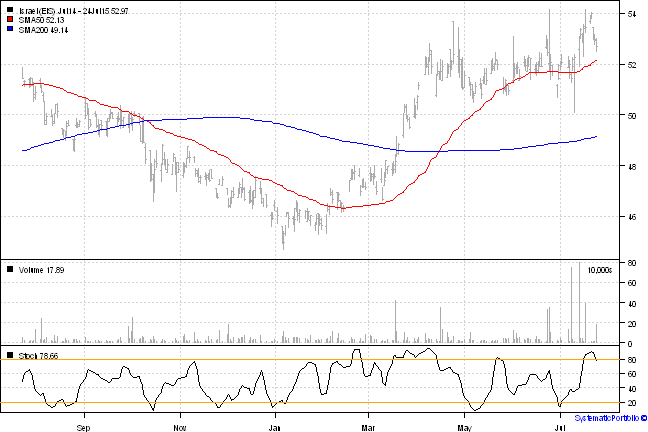 Israel (EIS) Jul14 - 24Jul15 52.97
SMA50 52.13
SMA200 49.14
54
52
50
48
46
Volume 17.89
10,000s
80
60
40
20
0
Stoch 78.66
80
60
40
20
Sep
Nov
Jan
Mar
May
Jul
SystematicPortfolio ©